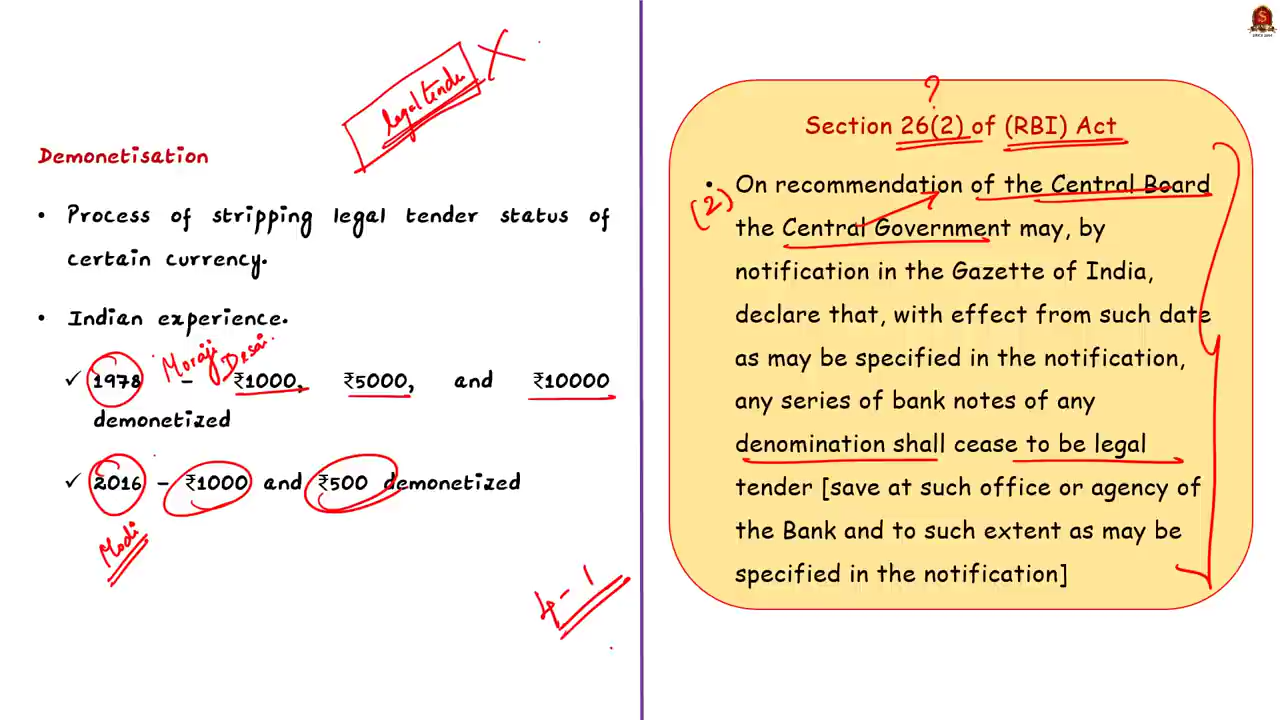 legal tender
Demonetisation
• Process of stripping legal tender status of
certain currency.
• Indian experience.
Moraji Desai
✓ 1978 - ₹1000, ₹5000, and ₹10000
demonetized
✓ 2016 - ₹1000 and ₹500 demonetized
Modi
4-1
?
Section 26(2) of (RBI) Act
• On recommendation of the Central Board
(2)
the Central Government may, by
notification in the Gazette of India,
declare that, with effect from such date
as may be specified in the notification,
any series of bank notes of any
denomination shall cease to be legal
tender [save at such office or agency of
the Bank and to such extent as may be
specified in the notification]